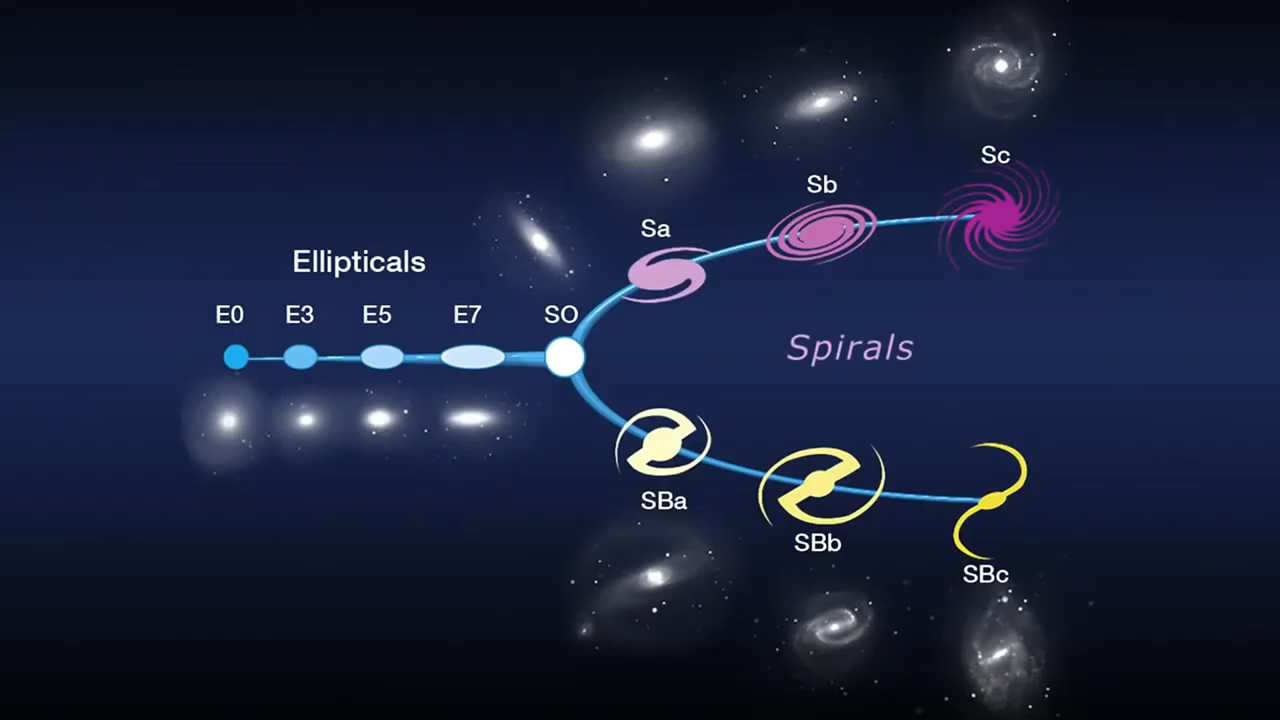 Ellipticals
E0 E3 E5 E7 SO
Sa
Sb
Sc
Spirals
SBa
SBb
SBc